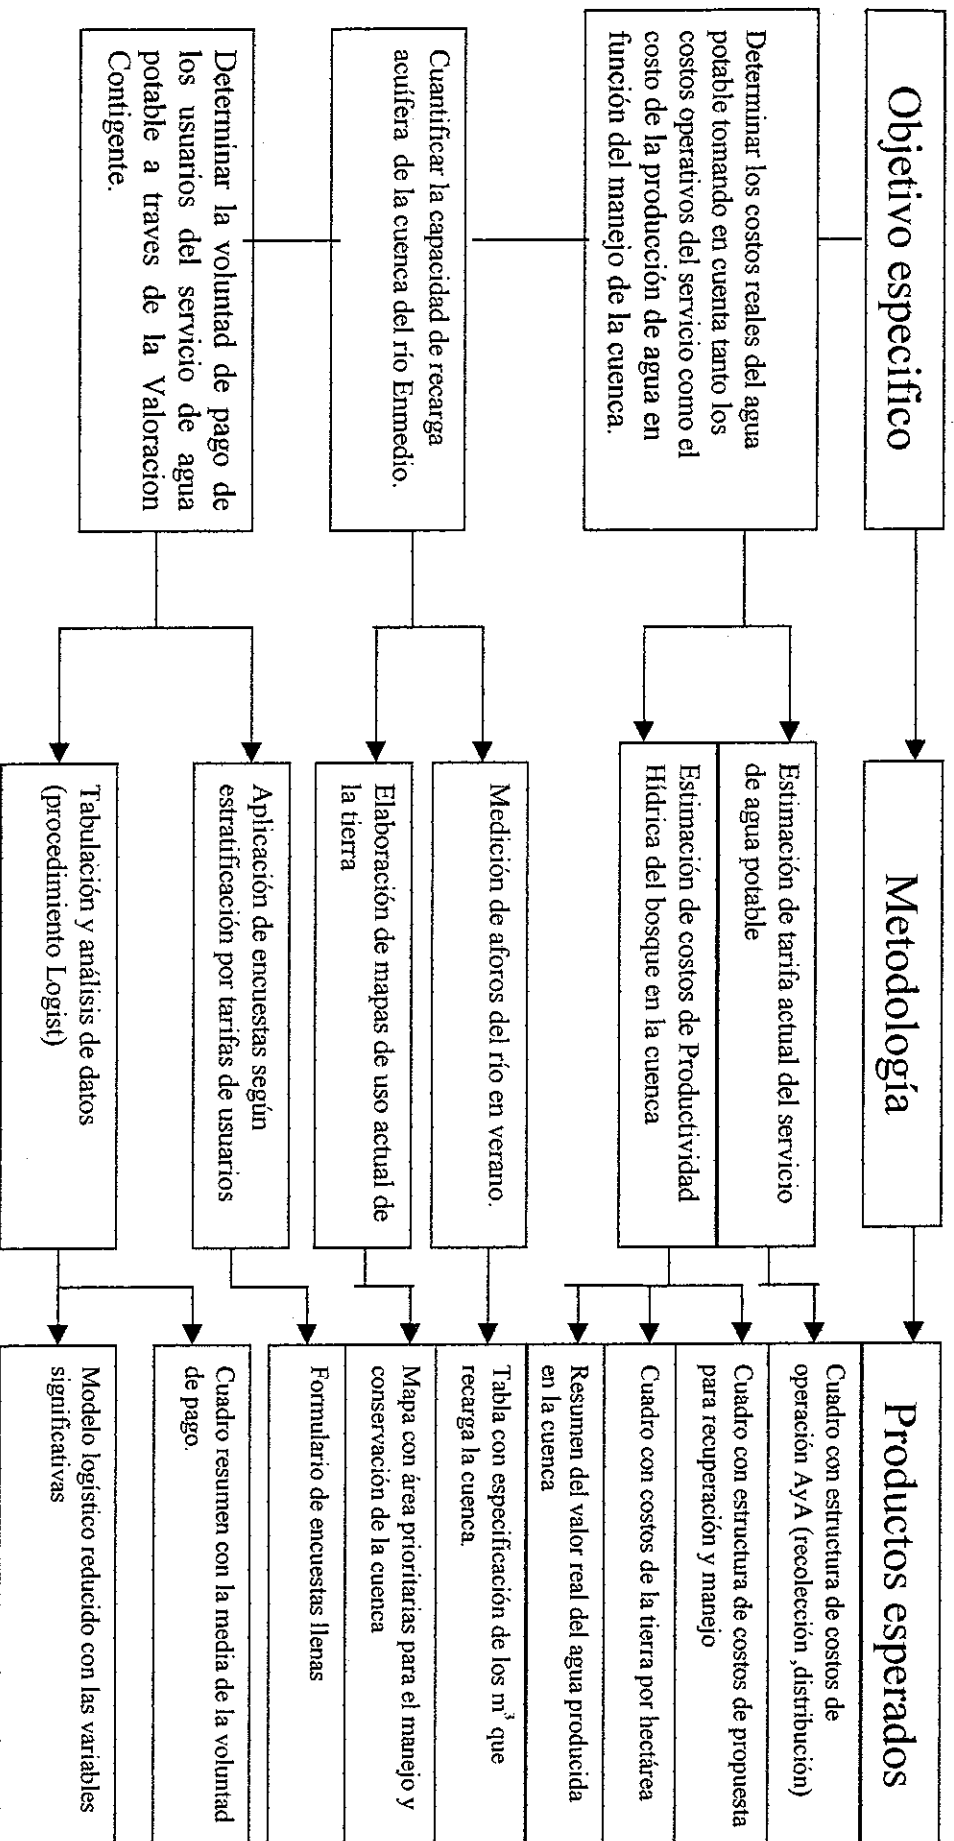 Objetivo especifico
Determinar los costos reales del agua
potable tomando en cuenta tanto los
costos operativos del servicio como el
costo de la producción de agua en
función del manejo de la cuenca.
Cuantificar la capacidad de recarga
acuífera de la cuenca del río Enmedio.
Determinar la voluntad de pago de
los usuarios del servicio de agua
potable a traves de la Valoracion
Contigente.
Metodología
Estimación de tarifa actual del servicio
de agua potable
Estimación de costos de Productividad
Hídrica del bosque en la cuenca
Medición de aforos del río en verano.
Elaboración de mapas de uso actual de
la tierra
Aplicación de encuestas según
estratificación por tarifas de usuarios
Tabulación y análisis de datos
(procedimiento Logist)
Productos esperados
Cuadro con estructura de costos de
operación AyA (recolección ,distribución)
Cuadro con estructura de costos de propuesta
para recuperación y manejo
Cuadro con costos de la tierra por hectárea
Resumen del valor real del agua producida
en la cuenca
Tabla con especificación de los m³ que
recarga la cuenca.
Mapa con área prioritarias para el manejo y
conservación de la cuenca
Formulario de encuestas llenas
Cuadro resumen con la media de la voluntad
de pago.
Modelo logístico reducido con las variables
significativas